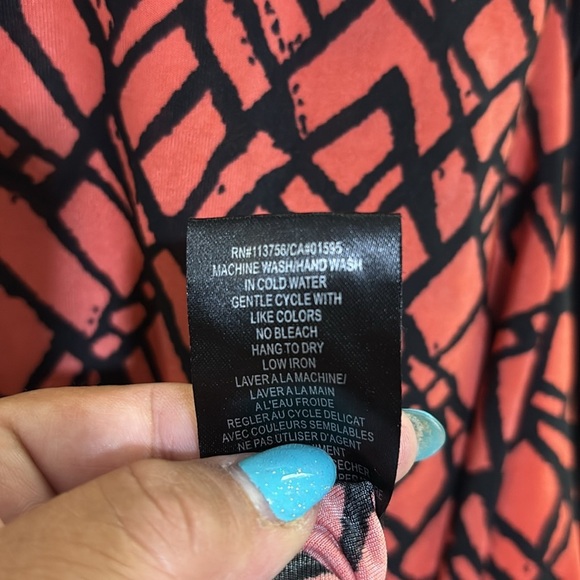 RN#113756/CA#01595
MACHINE WASH/HAND WASH
IN COLD WATER
GENTLE CYCLE WITH
LIKE COLORS
NO BLEACH
HANG TO DRY
LOW IRON
LAVER A LA MACHINE/
LAVER A LA MAIN
A L'EAU FROIDE
REGLER AU CYCLE DELICAT
AVEC COULEURS SEMBLABLES
NE PAS UTLISER D'AGENT